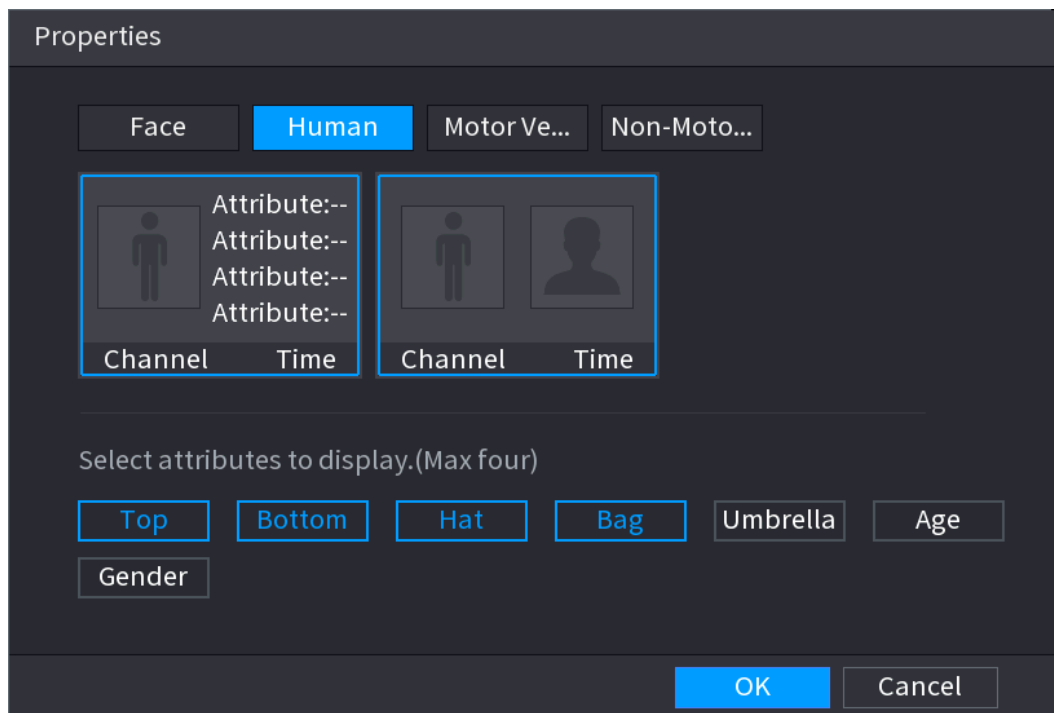 Properties
Face Human Motor Ve... Non-Moto...
Attribute:--
Attribute:--
Attribute:--
Attribute:--
Channel Time Channel Time
Select attributes to display.(Max four)
Top Bottom Hat Bag Umbrella Age
Gender
OK Cancel